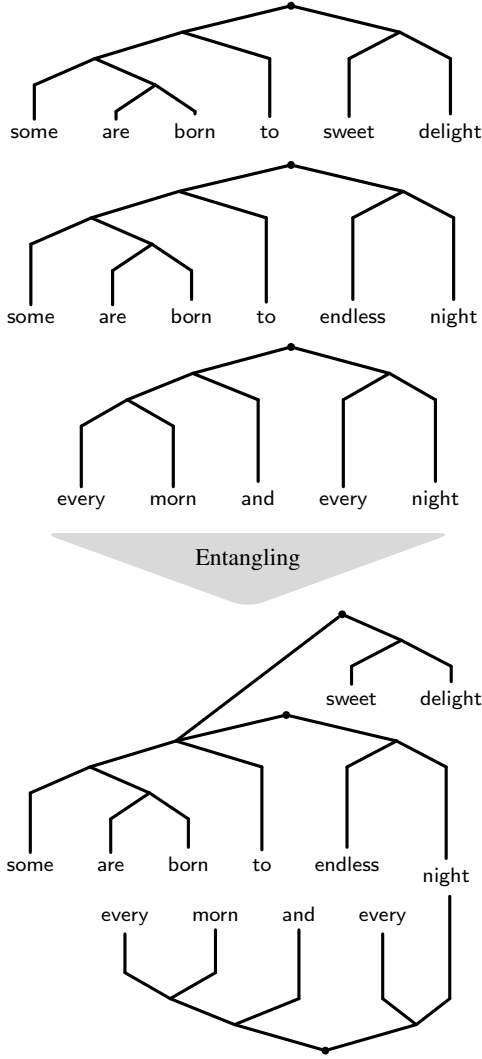 some are born to sweet delight
some are born to endless night
every morn and every night
Entangling
sweet delight
some are born to endless night
every morn and every